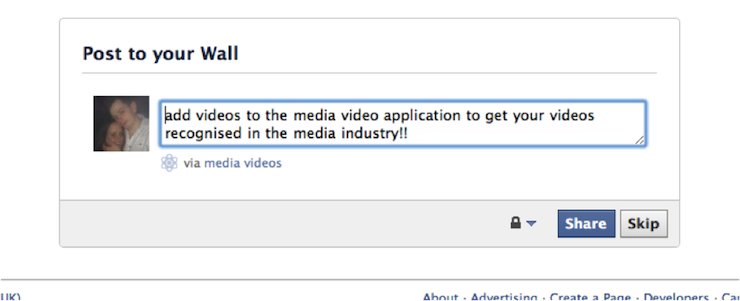 Post to your Wall
add videos to the media video application to get your videos
recognised in the media industry!!
via media videos
Share Skip
UK)
About · Advertising · Create a Page · Developers ·